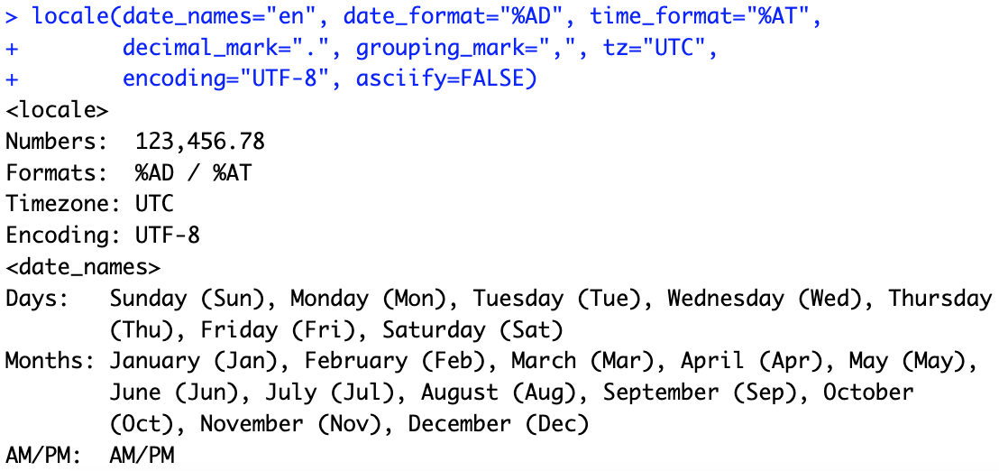 > locale(date_names="en", date_format="%AD", time_format="%AT",
+        decimal_mark=".", grouping_mark=",", tz="UTC",
+        encoding="UTF-8", asciify=FALSE)
<locale>
Numbers:  123,456.78
Formats:  %AD / %AT
Timezone: UTC
Encoding: UTF-8
<date_names>
Days:   Sunday (Sun), Monday (Mon), Tuesday (Tue), Wednesday (Wed), Thursday
        (Thu), Friday (Fri), Saturday (Sat)
Months: January (Jan), February (Feb), March (Mar), April (Apr), May (May),
        June (Jun), July (Jul), August (Aug), September (Sep), October
        (Oct), November (Nov), December (Dec)
AM/PM:  AM/PM